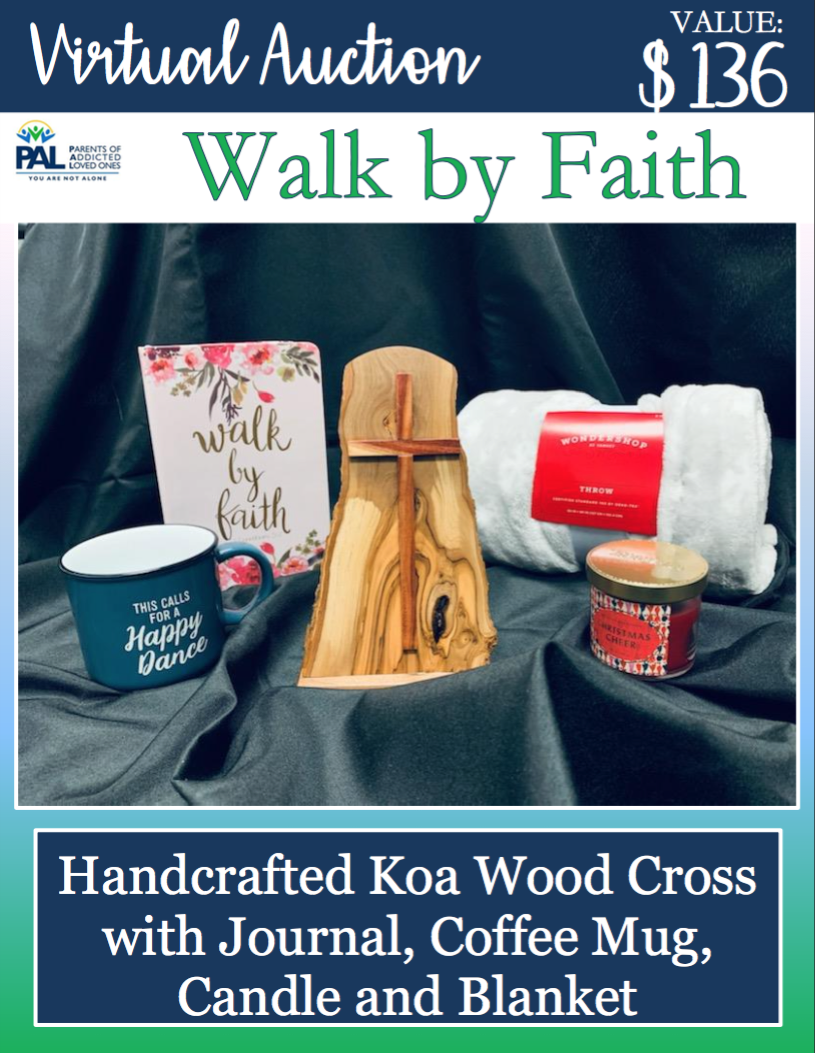 Virtual Auction
VALUE:
$136
PAL
PARENTS OF
ADDICTED
LOVED ONES
YOU ARE NOT ALONE
Walk by Faith
walk
by
faith
WONDERSHOP
THROW
THIS CALLS
FOR A
Happy
Dance
CHRISTMAS
CHEER
Handcrafted Koa Wood Cross
with Journal, Coffee Mug,
Candle and Blanket